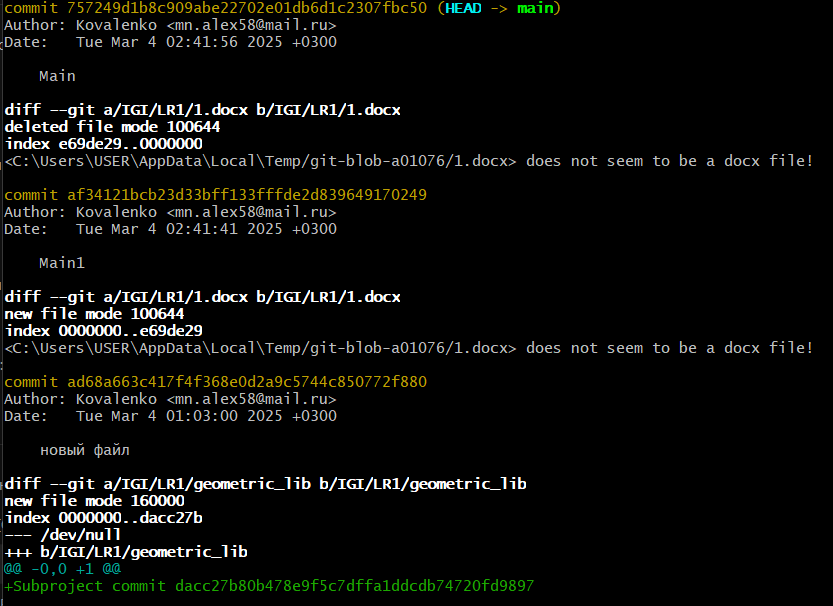 commit 757249d1b8c909abe22702e01db6d1c2307fbc50 (HEAD -> main)
Author: Kovalenko <mn.alex58@mail.ru>
Date:   Tue Mar 4 02:41:56 2025 +0300
Main
diff --git a/IGI/LR1/1.docx b/IGI/LR1/1.docx
deleted file mode 100644
index e69de29..0000000
<C:\Users\USER\AppData\Local\Temp/git-blob-a01076/1.docx> does not seem to be a docx file!
commit af34121bcb23d33bff133fffde2d839649170249
Author: Kovalenko <mn.alex58@mail.ru>
Date:   Tue Mar 4 02:41:41 2025 +0300
Main1
diff --git a/IGI/LR1/1.docx b/IGI/LR1/1.docx
new file mode 100644
index 0000000..e69de29
<C:\Users\USER\AppData\Local\Temp/git-blob-a01076/1.docx> does not seem to be a docx file!
commit ad68a663c417f4f368e0d2a9c5744c850772f880
Author: Kovalenko <mn.alex58@mail.ru>
Date:   Tue Mar 4 01:03:00 2025 +0300
новый файл
diff --git a/IGI/LR1/geometric_lib b/IGI/LR1/geometric_lib
new file mode 160000
index 0000000..dacc27b
--- /dev/null
+++ b/IGI/LR1/geometric_lib
@@ -0,0 +1 @@
+Subproject commit dacc27b80b478e9f5c7dffa1ddcdb74720fd9897